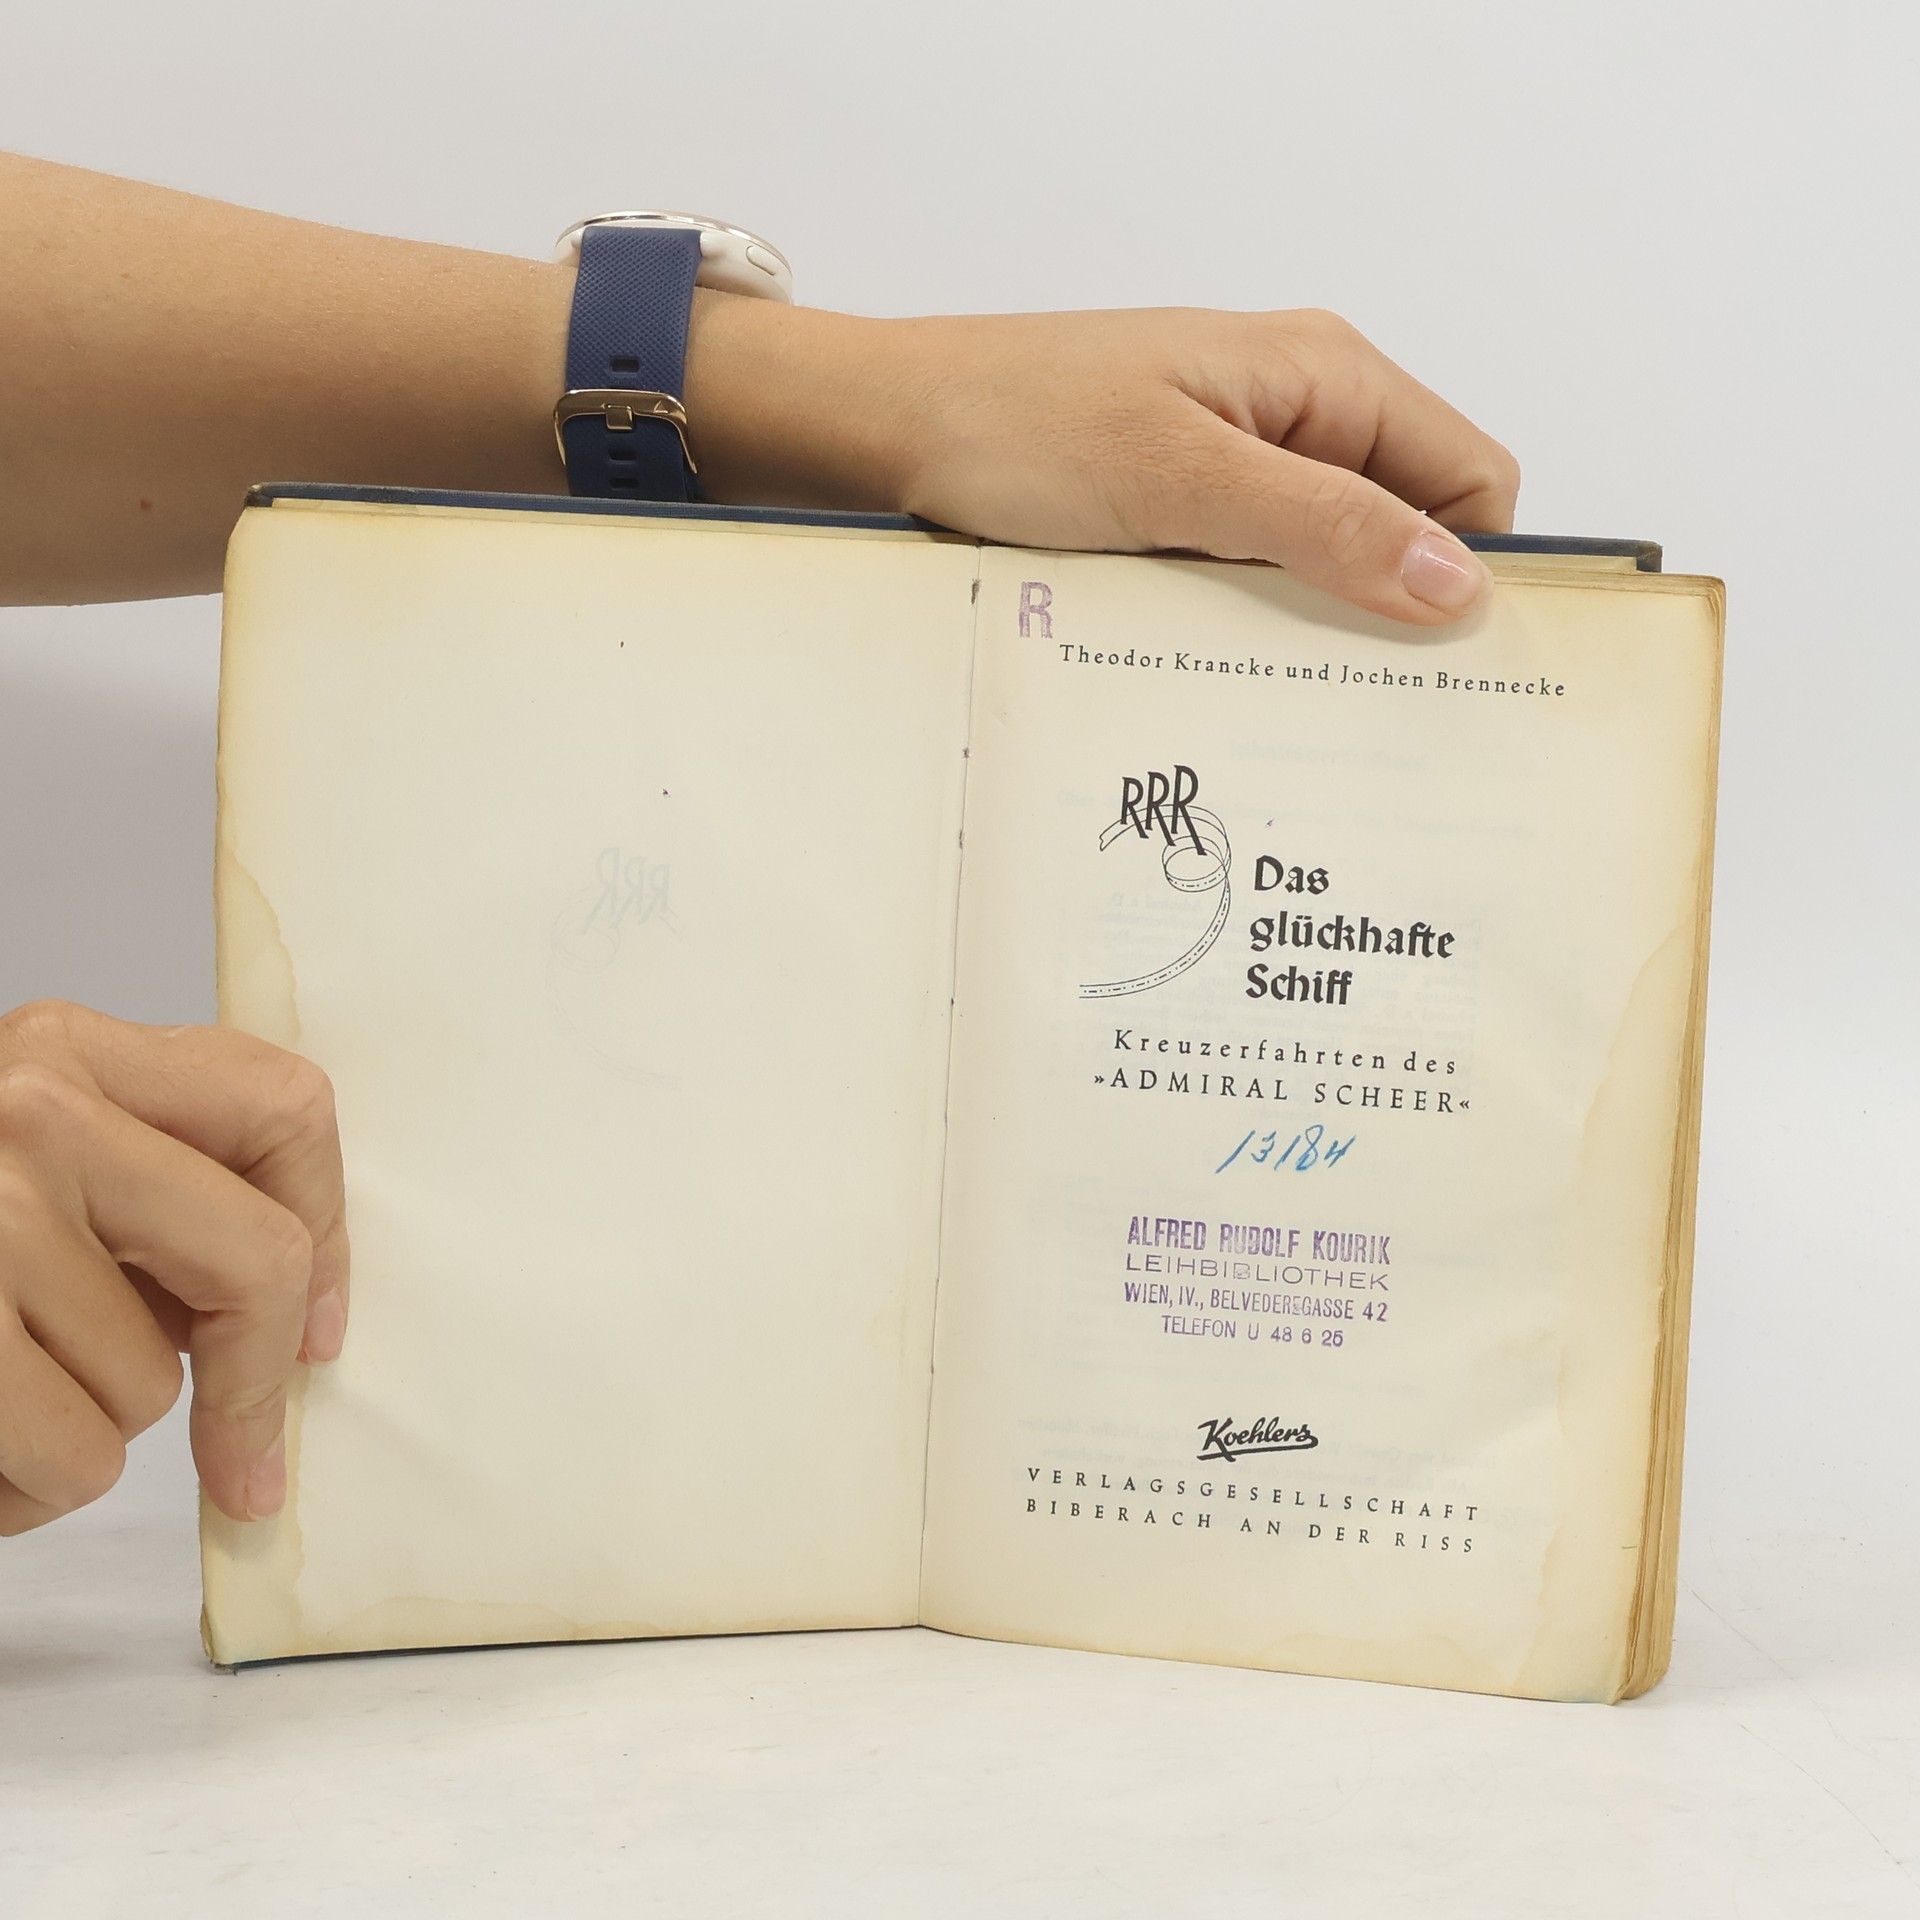 R
Theodor Krancke und Jochen Brennecke
RRR
Das
glückhafte
Schiff
Kreuzerfahrten des
»ADMIRAL SCHEER«
13184
ALFRED RUDOLF KOURIK
LEIHBIBLIOTHEK
WIEN, IV., BELVEDEREGASSE 42
TELEFON U 48 6 25
Koehlers
VERLAGSGESELLSCHAFT
BIBERACH AN DER RISS